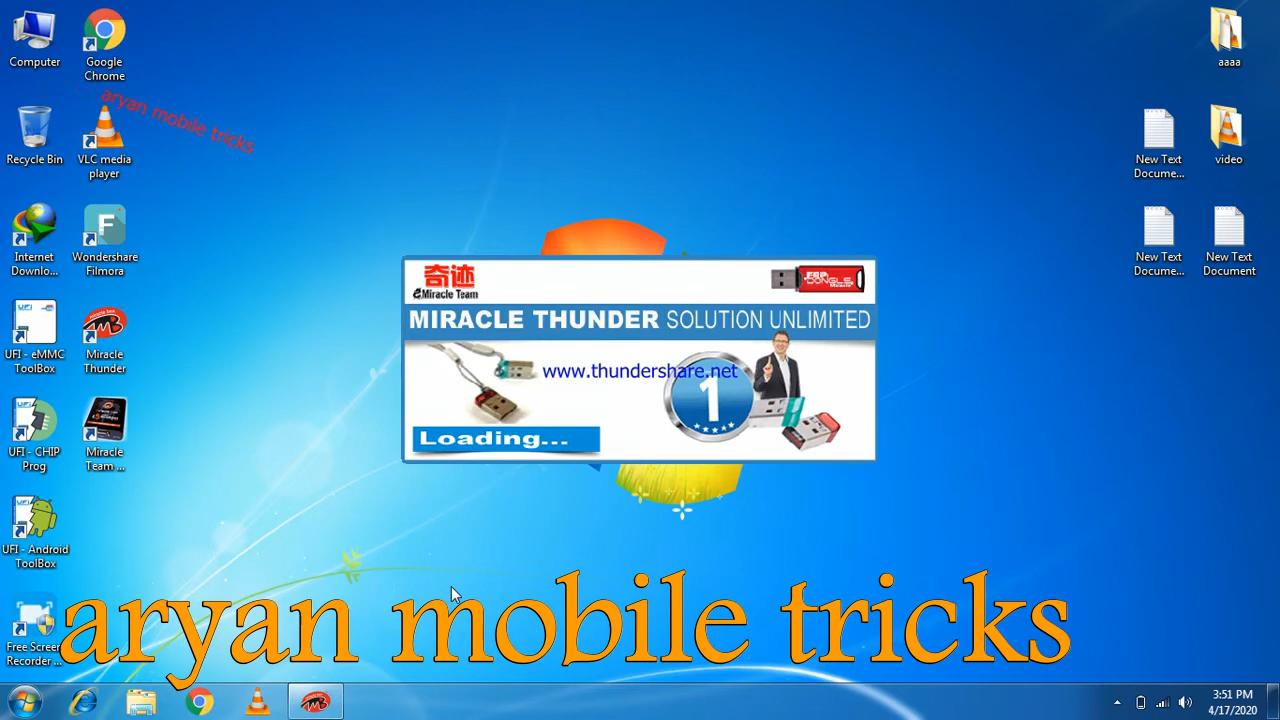 Computer
Google
Chrome
aryan mobile tricks
Recycle Bin
VLC media
player
Internet
Downlo...
Wondershare
Filmora
UFI - eMMC
ToolBox
Miracle
Thunder
UFI - CHIP
Prog
Miracle
Team ...
UFI - Android
ToolBox
Free Screen
Recorder ...
aaaa
New Text
Docume...
video
New Text
Docume...
New Text
Document
奇迹
Miracle Team
DONGLE
MIRACLE THUNDER SOLUTION UNLIMITED
www.thundershare.net
1
Loading...
aryan mobile tricks
3:51 PM
4/17/2020